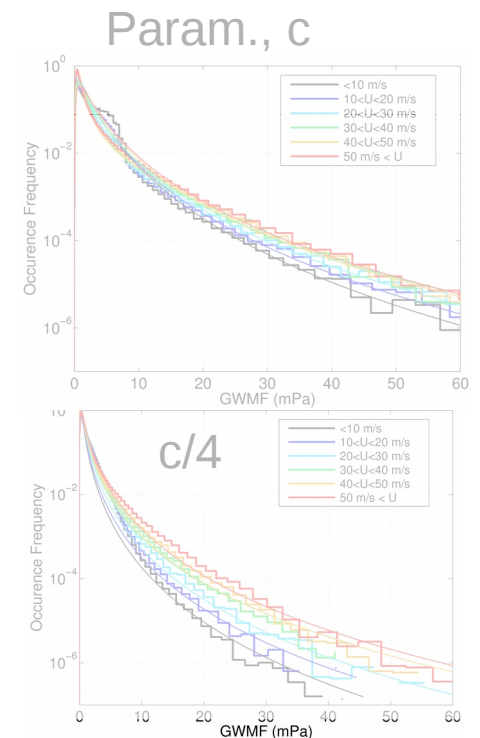 Param., c
10^0
<10 m/s
10<U<20 m/s
20<U<30 m/s
30<U<40 m/s
40<U<50 m/s
50 m/s < U
10^-2
10^-4
10^-6
Occurence Frequency
0 10 20 30 40 50 60
GWMF (mPa)
10
c/4
<10 m/s
10<U<20 m/s
20<U<30 m/s
30<U<40 m/s
40<U<50 m/s
50 m/s < U
10^-2
10^-4
10^-6
Occurence Frequency
0 10 20 30 40 50 60
GWMF (mPa)